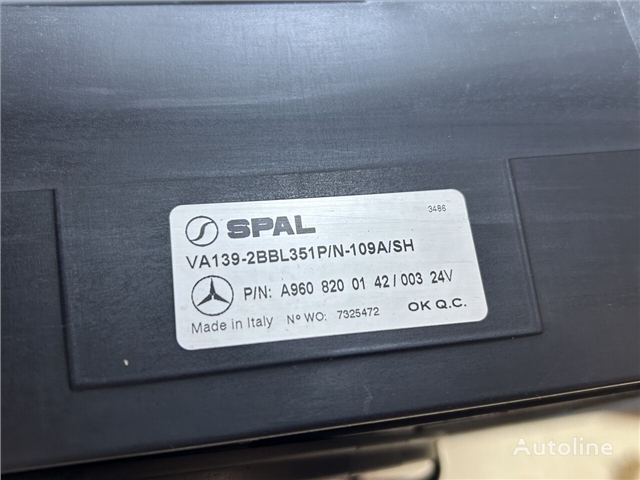 SPAL
3486
VA139-2BBL351P/N-109A/SH
P/N: A960 820 01 42/003 24V
Made in Italy Nº WO: 7325472 OK Q.C.
Autoline